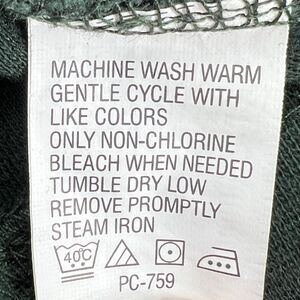 MACHINE WASH WARM
GENTLE CYCLE WITH
LIKE COLORS
ONLY NON-CHLORINE
BLEACH WHEN NEEDED
TUMBLE DRY LOW
REMOVE PROMPTLY
STEAM IRON
40C
PC-759